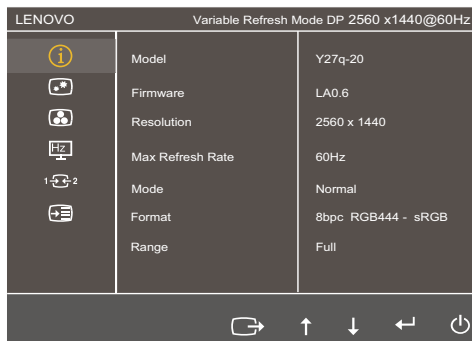 LENOVO Variable Refresh Mode DP 2560 x1440@60Hz
i
Model Y27q-20
Firmware LA0.6
Resolution 2560 x 1440
Hz
Max Refresh Rate 60Hz
1 2
Mode Normal
Format 8bpc RGB444 - sRGB
Range Full